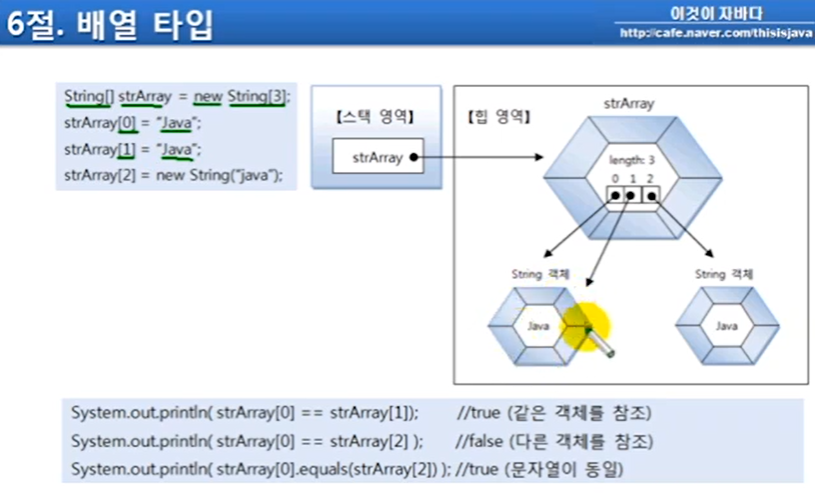 6절. 배열 타입
이것이 자바다
http://cafe.naver.com/thisisjava
String[] strArray = new String[3];
strArray[0] = "Java";
strArray[1] = "Java";
strArray[2] = new String("java");
【스택 영역】
strArray
【힙 영역】
strArray
length: 3
0 1 2
String 객체
Java
String 객체
Java
System.out.println( strArray[0] == strArray[1]); //true (같은 객체를 참조)
System.out.println( strArray[0] == strArray[2] ); //false (다른 객체를 참조)
System.out.println( strArray[0].equals(strArray[2]) ); //true (문자열이 동일)